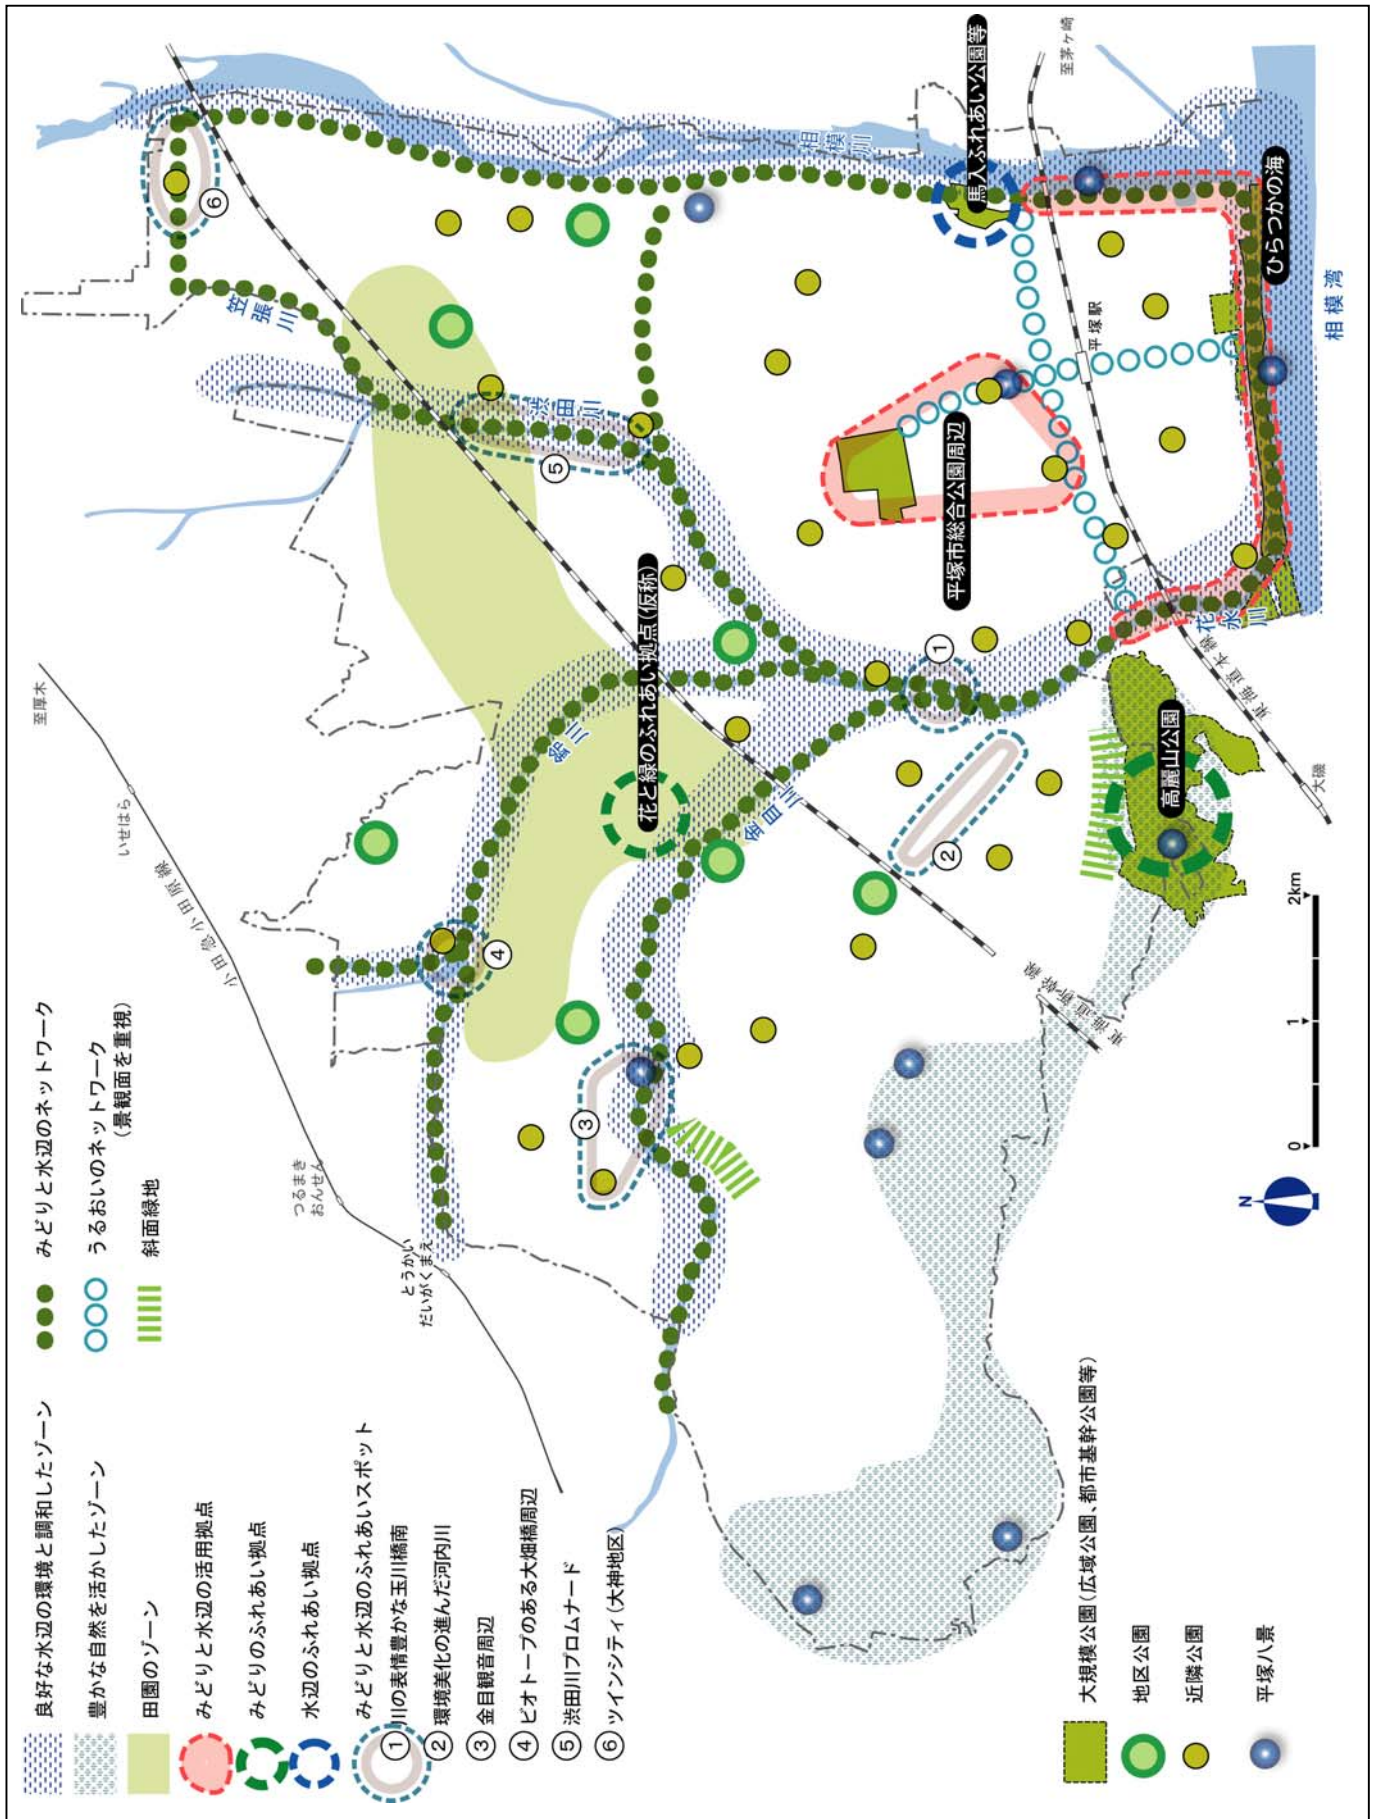 良好な水辺の環境と調和したゾーン
豊かな自然を活かしたゾーン
田園のゾーン
みどりと水辺の活用拠点
みどりのふれあい拠点
水辺のふれあい拠点
みどりと水辺のふれあいスポット
①川の表情豊かな玉川橋南
②環境美化の進んだ河内川
③金目観音周辺
④ビオトープのある大畑橋周辺
⑤渋田川プロムナード
⑥ツインシティ(大神地区)
みどりと水辺のネットワーク
うるおいのネットワーク
(景観面を重視)
斜面緑地
大規模公園(広域公園、都市基幹公園等)
地区公園
近隣公園
平塚八景
至厚木
いせはら
小田急小田原線
つるまき
おんせん
とうかい
だいがくまえ
笠張川
渋田川
鈴川
金目川
花水川
相模川
相模湾
花と緑のふれあい拠点(仮称)
平塚市総合公園周辺
馬入ふれあい公園等
ひらつかの海
高麗山公園
至茅ヶ崎
平塚駅
東海道本線
大磯
東海道新幹線
①
②
③
④
⑤
⑥
N
0
1
2km